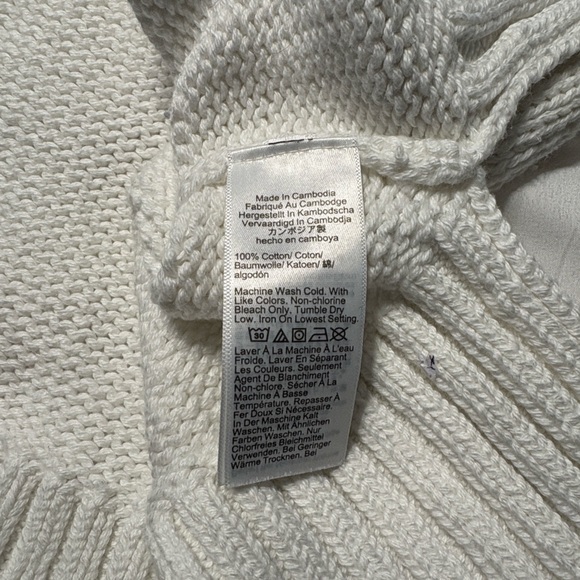 Made In Cambodia
Fabriqué Au Cambodge
Hergestellt In Kambodscha
Vervaardigd In Cambodja
カンボジア製
hecho en camboya
100% Cotton/ Coton/
Baumwolle/ Katoen/ 綿/
algodón
Machine Wash Cold. With
Like Colors. Non-chlorine
Bleach Only. Tumble Dry
Low. Iron On Lowest Setting.
30
Laver À La Machine À L'eau
Froide. Laver En Séparant
Les Couleurs. Seulement
Agent De Blanchiment
Non-chlore. Sécher À La
Machine À Basse
Température. Repasser À
Fer Doux Si Nécessaire.
In Der Maschine Kalt
Waschen. Mit Ähnlichen
Farben Waschen. Nur
Chlorfreies Bleichmittel
Verwenden. Bei Geringer
Wärme Trocknen. Bei